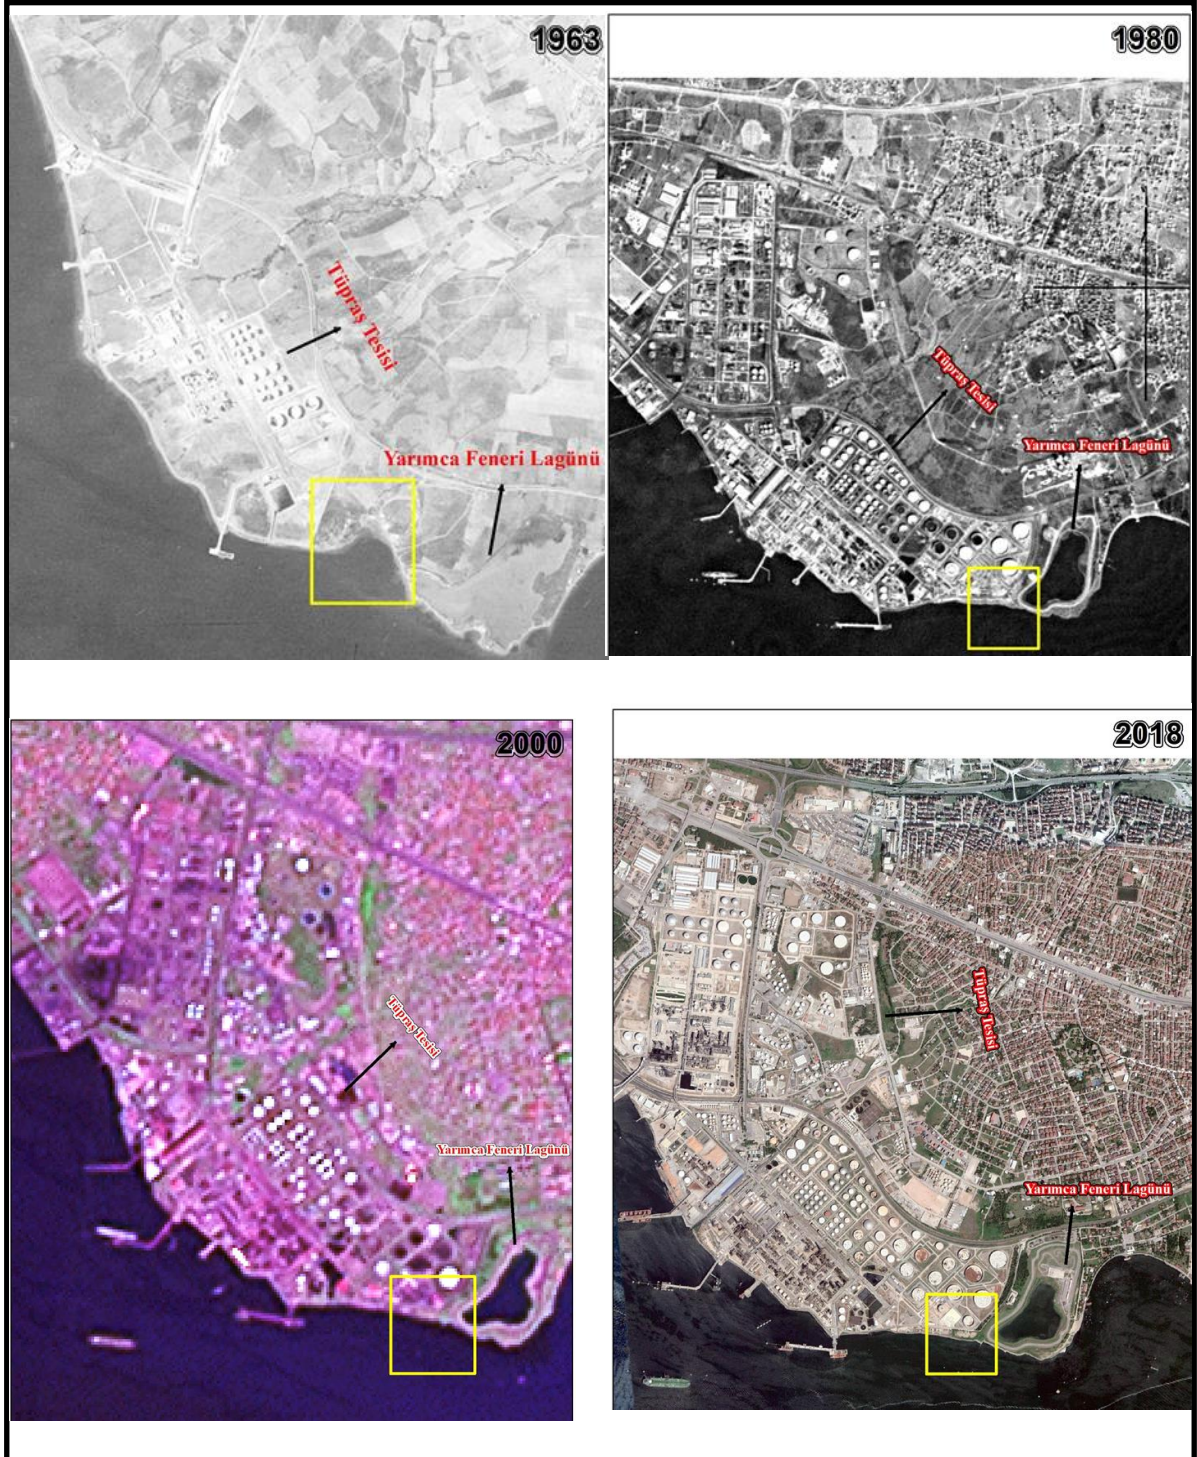 1963
Tüpraş Tesisi
Yarımca Feneri Lagünü
1980
Tüpraş Tesisi
Yarımca Feneri Lagünü
2000
Tüpraş Tesisi
Yarımca Feneri Lagünü
2018
Tüpraş Tesisi
Yarımca Feneri Lagünü